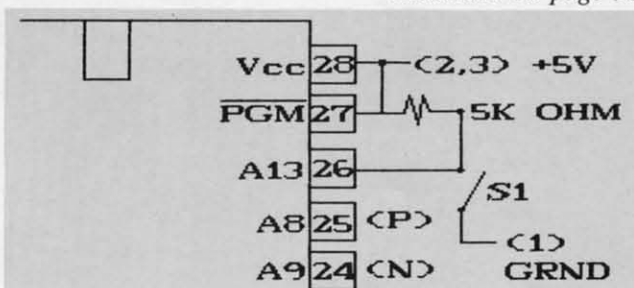 Vcc 28 (2,3) +5V
PGM 27 5K OHM
A13 26
S1
A8 25 (P)
(1)
A9 24 (N) GRND